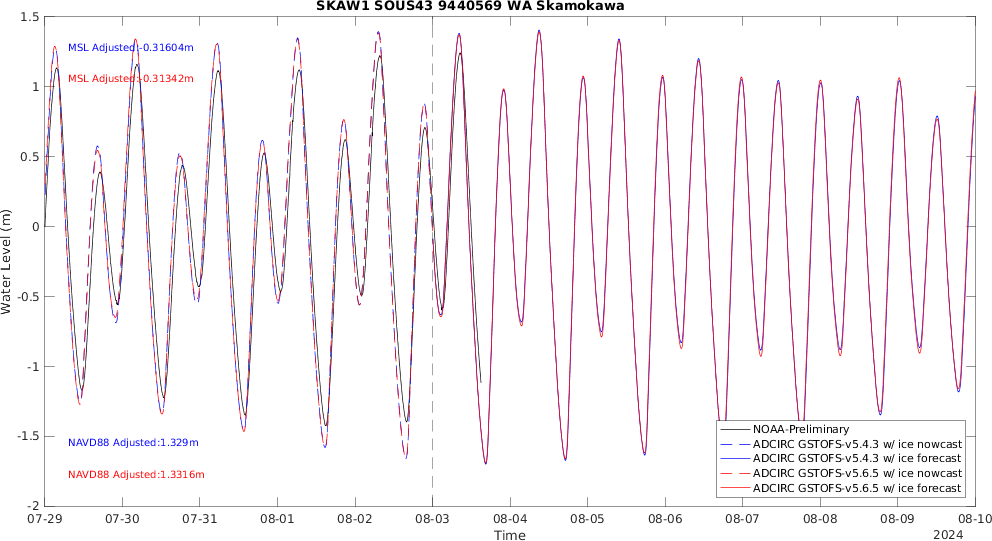 SKAW1 SOUS43 9440569 WA Skamokawa
Water Level (m)
1.5
1
0.5
0
-0.5
-1
-1.5
-2
MSL Adjusted:-0.31604m
MSL Adjusted:-0.31342m
NAVD88 Adjusted:1.329m
NAVD88 Adjusted:1.3316m
NOAA-Preliminary
ADCIRC GSTOFS-v5.4.3 w/ ice nowcast
ADCIRC GSTOFS-v5.4.3 w/ ice forecast
ADCIRC GSTOFS-v5.6.5 w/ ice nowcast
ADCIRC GSTOFS-v5.6.5 w/ ice forecast
07-29 07-30 07-31 08-01 08-02 08-03 08-04 08-05 08-06 08-07 08-08 08-09 08-10
Time
2024